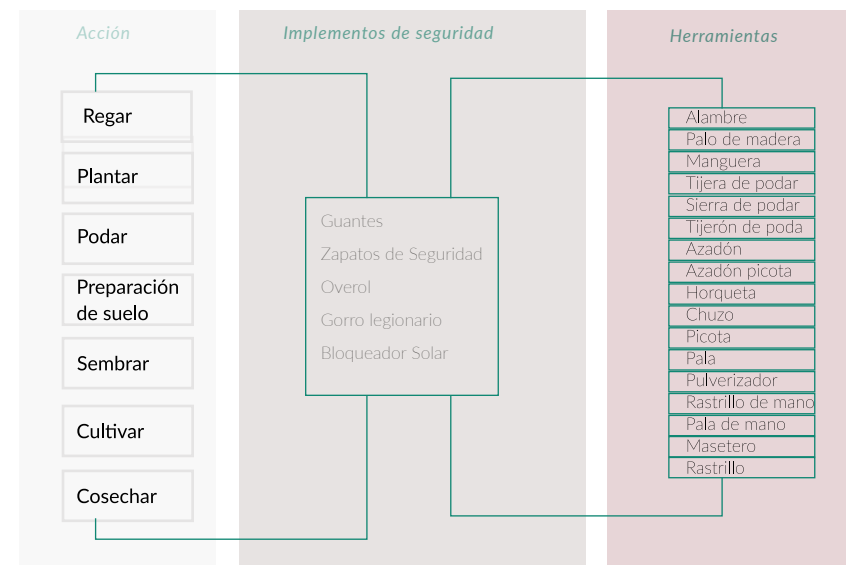 Acción
Regar
Plantar
Podar
Preparación
de suelo
Sembrar
Cultivar
Cosechar
Implementos de seguridad
Guantes
Zapatos de Seguridad
Overol
Gorro legionario
Bloqueador Solar
Herramientas
Alambre
Palo de madera
Manguera
Tijera de podar
Sierra de podar
Tijerón de poda
Azadón
Azadón picota
Horqueta
Chuzo
Picota
Pala
Pulverizador
Rastrillo de mano
Pala de mano
Masetero
Rastrillo